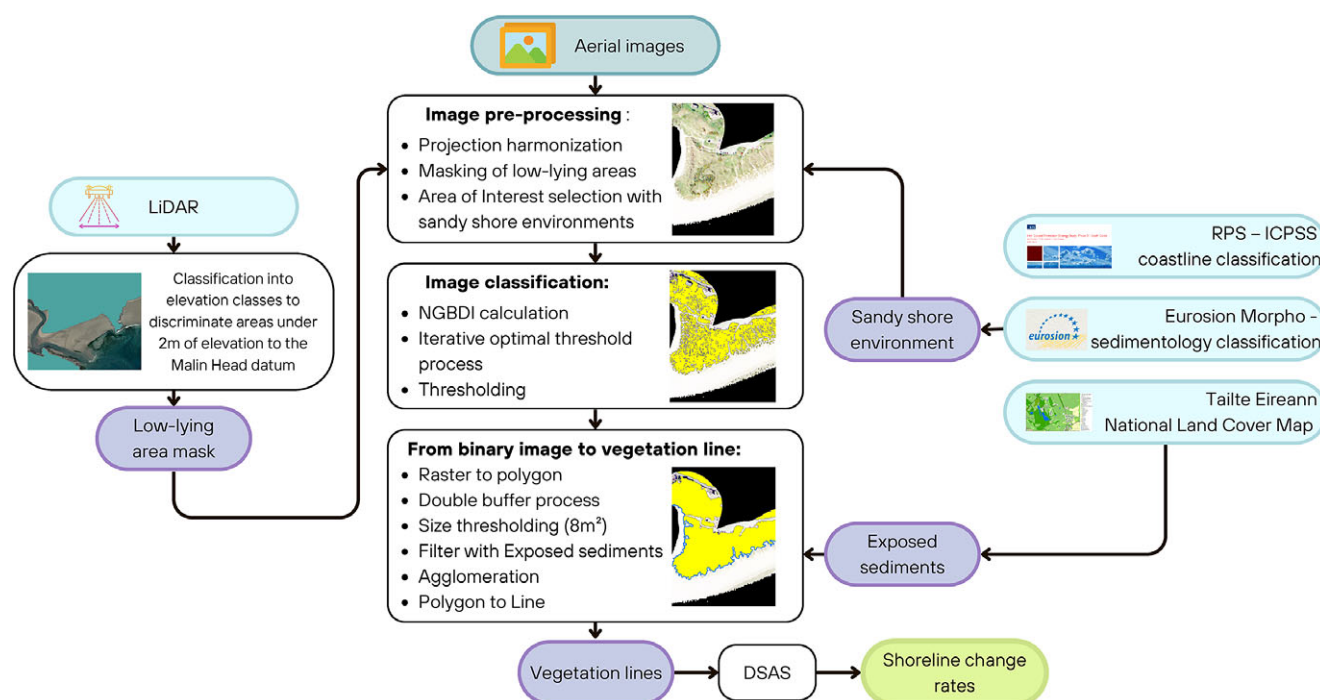 Aerial images
Image pre-processing :
• Projection harmonization
• Masking of low-lying areas
• Area of Interest selection with
sandy shore environments
LiDAR
Classification into
elevation classes to
discriminate areas under
2m of elevation to the
Malin Head datum
Low-lying
area mask
Image classification:
• NGBDI calculation
• Iterative optimal threshold
process
• Thresholding
From binary image to vegetation line:
• Raster to polygon
• Double buffer process
• Size thresholding (8m²)
• Filter with Exposed sediments
• Agglomeration
• Polygon to Line
Sandy shore
environment
RPS – ICPSS
coastline classification
eurosion
Eurosion Morpho -
sedimentology classification
Tailte Eireann
National Land Cover Map
Exposed
sediments
Vegetation lines
DSAS
Shoreline change
rates